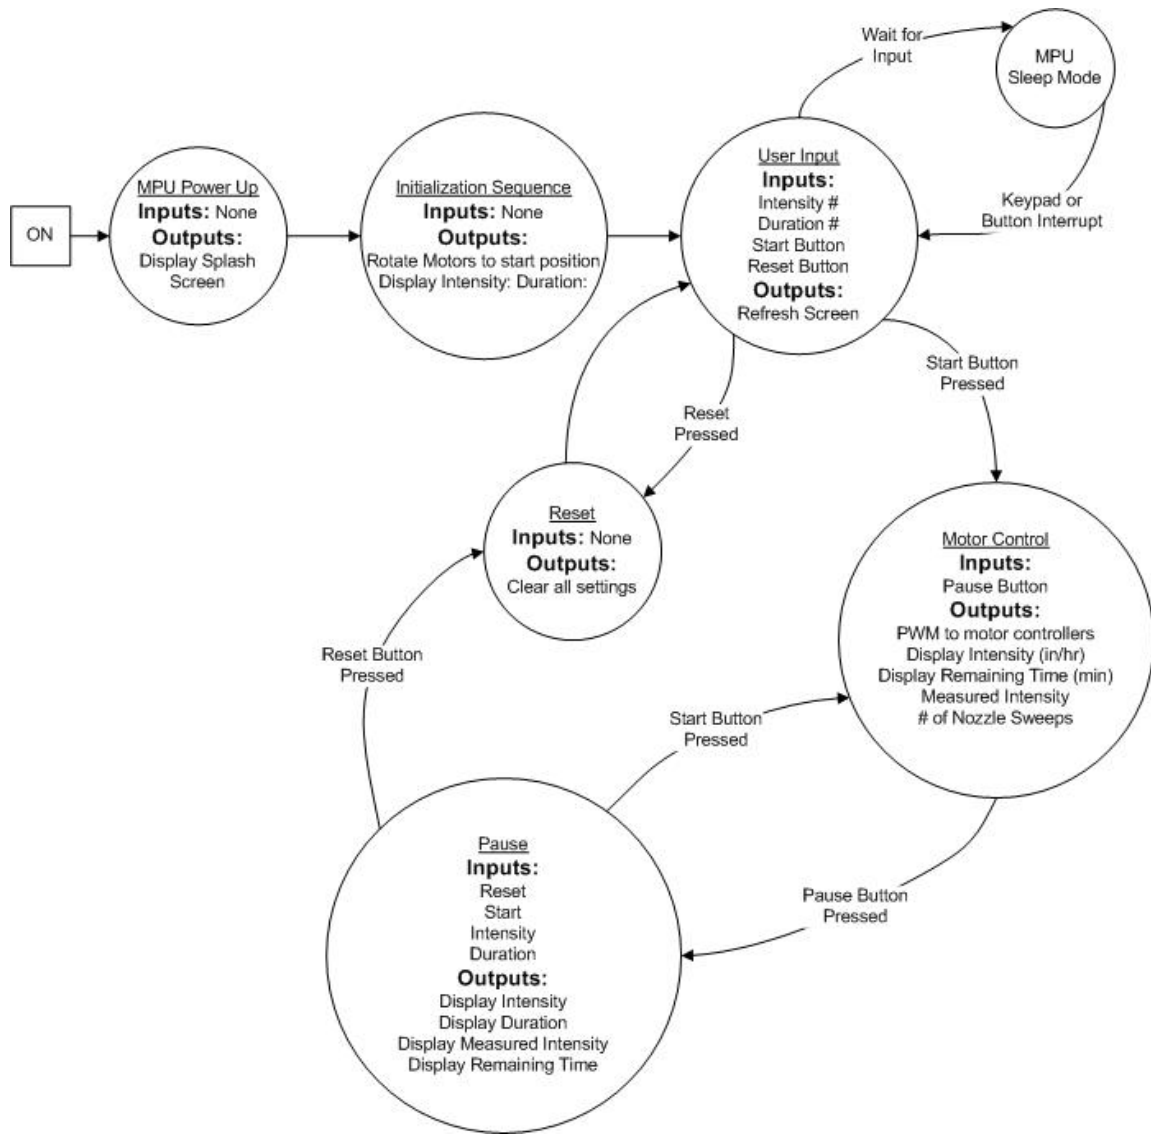 ON
MPU Power Up
Inputs: None
Outputs:
Display Splash
Screen
Initialization Sequence
Inputs: None
Outputs:
Rotate Motors to start position
Display Intensity: Duration:
User Input
Inputs:
Intensity #
Duration #
Start Button
Reset Button
Outputs:
Refresh Screen
Wait for
Input
MPU
Sleep Mode
Keypad or
Button Interrupt
Start Button
Pressed
Reset
Pressed
Reset
Inputs: None
Outputs:
Clear all settings
Motor Control
Inputs:
Pause Button
Outputs:
PWM to motor controllers
Display Intensity (in/hr)
Display Remaining Time (min)
Measured Intensity
# of Nozzle Sweeps
Reset Button
Pressed
Start Button
Pressed
Pause Button
Pressed
Pause
Inputs:
Reset
Start
Intensity
Duration
Outputs:
Display Intensity
Display Duration
Display Measured Intensity
Display Remaining Time